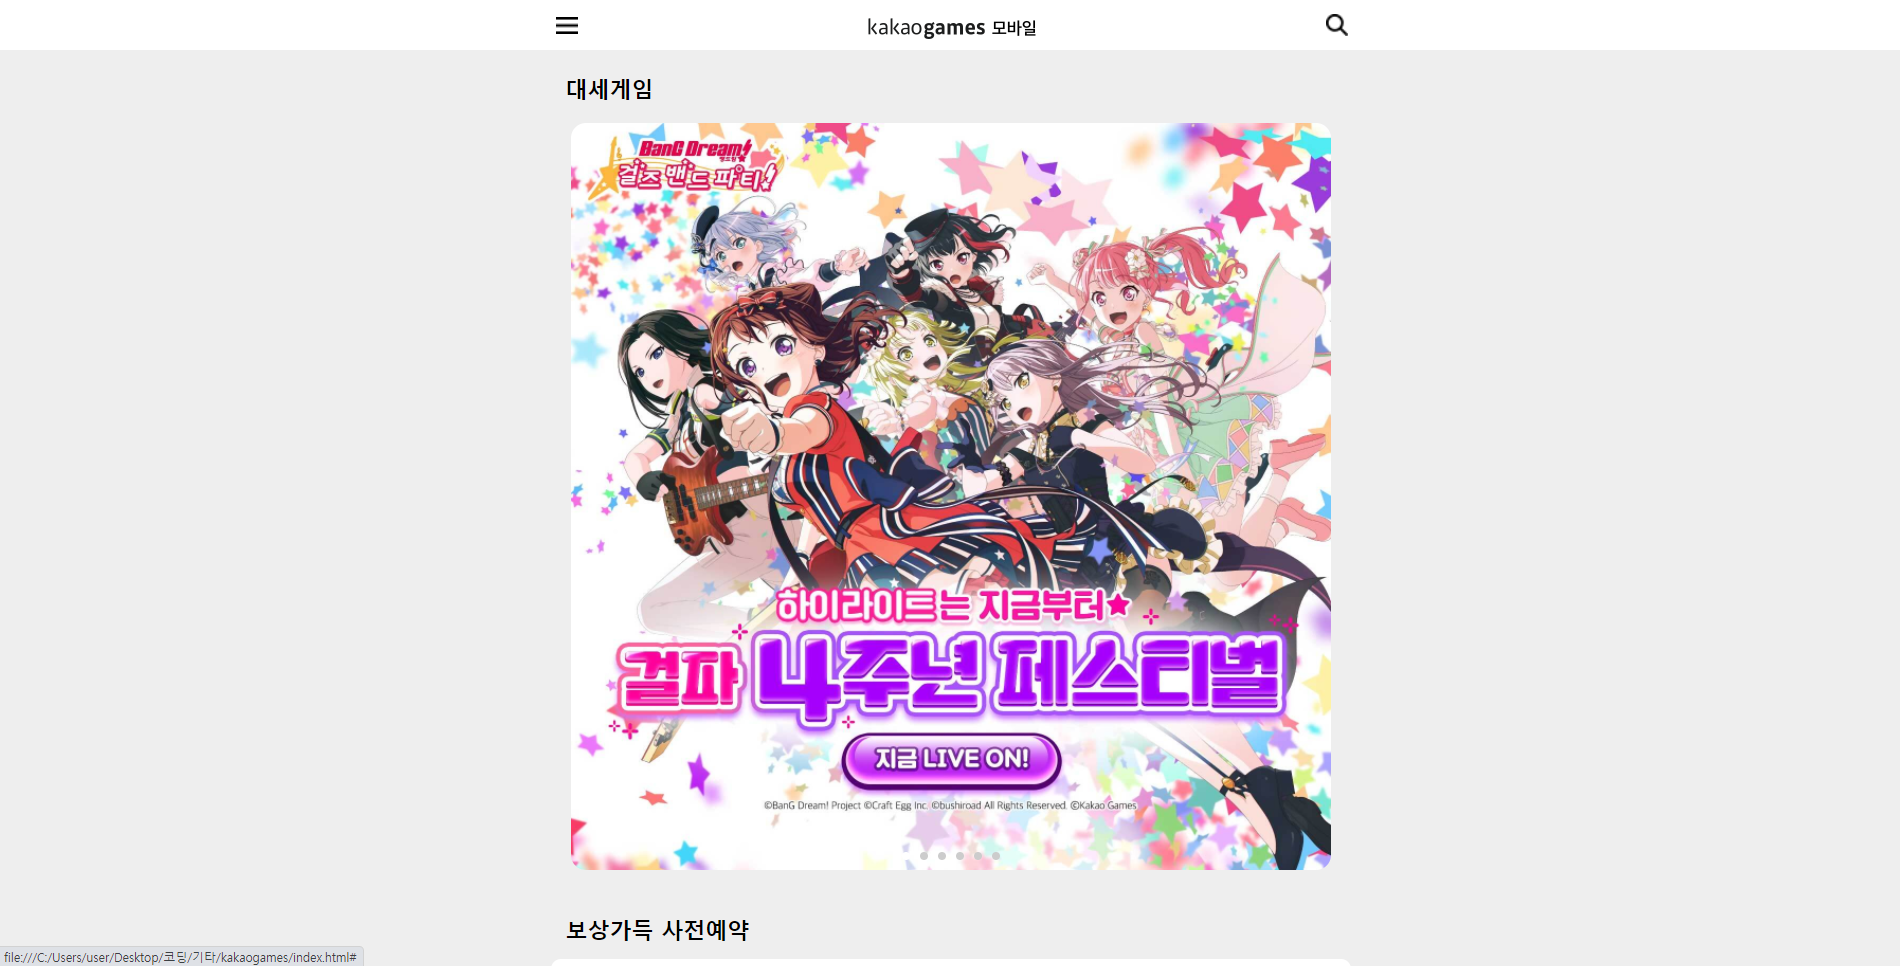 kakaogames 모바일
대세게임
BanG Dream!
뱅드림!
걸즈 밴드 파티!
하이라이트는 지금부터★
걸파 4주년 페스티벌
지금 LIVE ON!
©BanG Dream! Project ©Craft Egg Inc. ©bushiroad All Rights Reserved. ©Kakao Games
보상가득 사전예약
file:///C:/Users/user/Desktop/코딩/기타/kakaogames/index.html#